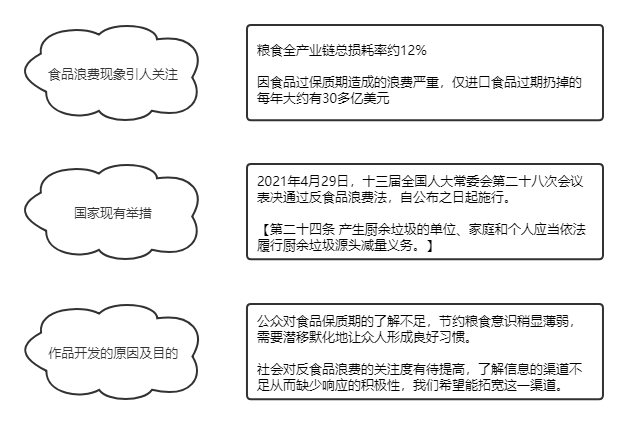 食品浪费现象引人关注
粮食全产业链总损耗率约12%
因食品过保质期造成的浪费严重，仅进口食品过期扔掉的
每年大约有30多亿美元
国家现有举措
2021年4月29日，十三届全国人大常委会第二十八次会议
表决通过反食品浪费法，自公布之日起施行。
【第二十四条 产生厨余垃圾的单位、家庭和个人应当依法
履行厨余垃圾源头减量义务。】
作品开发的原因及目的
公众对食品保质期的了解不足，节约粮食意识稍显薄弱，
需要潜移默化地让众人形成良好习惯。
社会对反食品浪费的关注度有待提高，了解信息的渠道不
足从而缺少响应的积极性，我们希望能拓宽这一渠道。